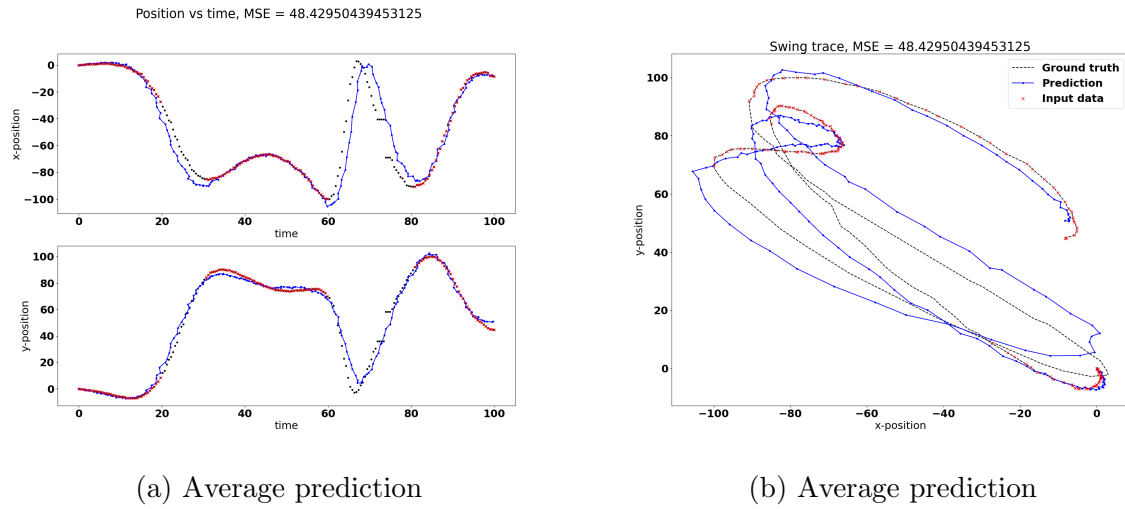 Position vs time, MSE = 48.42950439453125
0
−20
−40
−60
−80
−100
x-position
0 20 40 60 80 100
time
100
80
60
40
20
0
y-position
0 20 40 60 80 100
time
(a) Average prediction
Swing trace, MSE = 48.42950439453125
Ground truth
Prediction
Input data
100
80
60
40
20
0
y-position
−100 −80 −60 −40 −20 0
x-position
(b) Average prediction